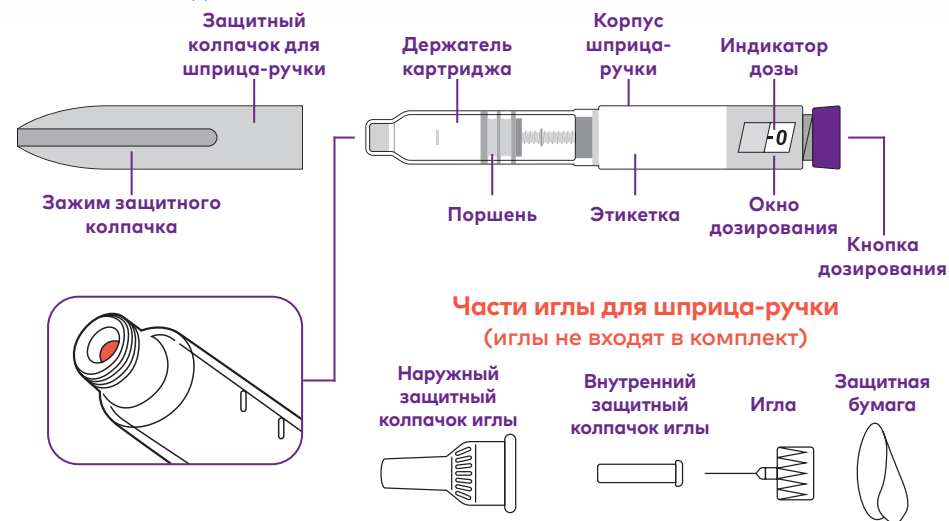 Защитный
колпачок для
шприца-ручки
Держатель
картриджа
Корпус
шприца-
ручки
Индикатор
дозы
-0
Зажим защитного
колпачка
Поршень
Этикетка
Окно
дозирования
Кнопка
дозирования
Части иглы для шприца-ручки
(иглы не входят в комплект)
Наружный
защитный
колпачок иглы
Внутренний
защитный
колпачок иглы
Игла
Защитная
бумага